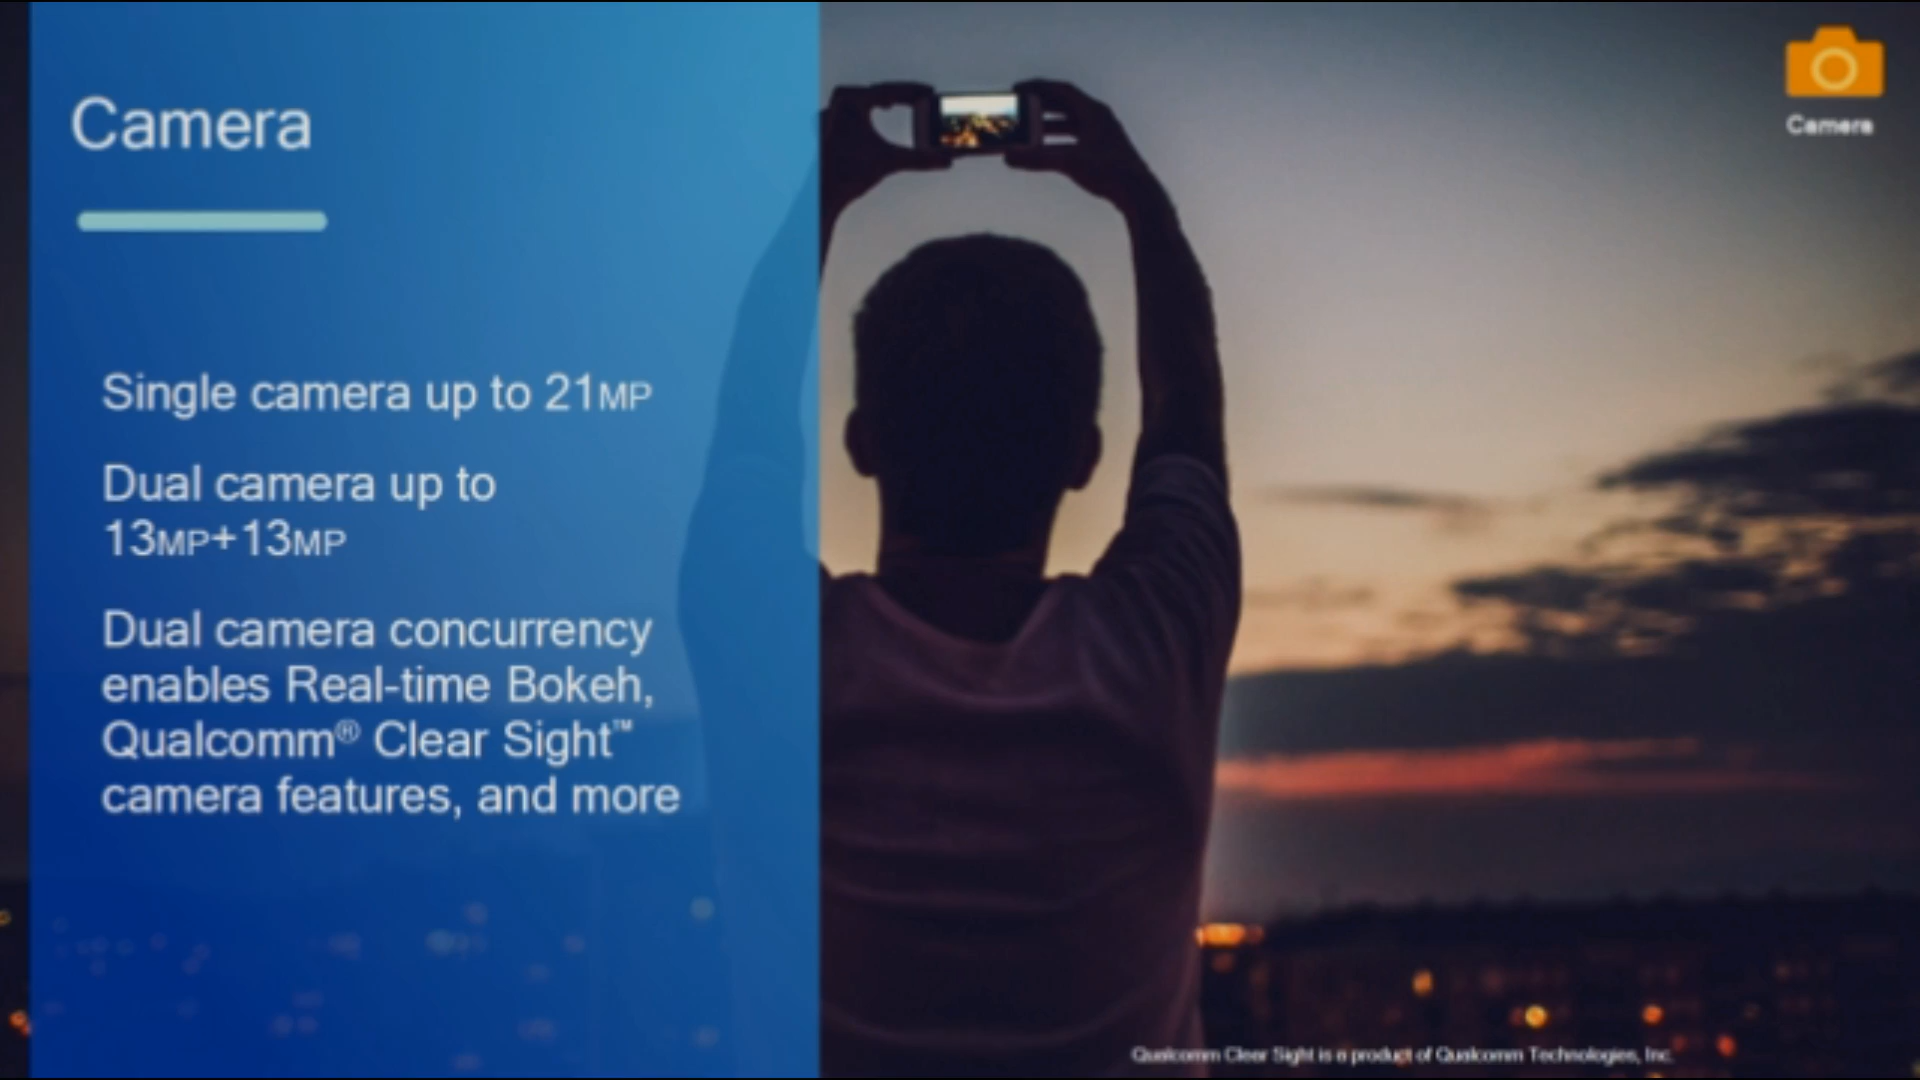 Camera
Camera
Single camera up to 21MP
Dual camera up to
13MP+13MP
Dual camera concurrency
enables Real-time Bokeh,
Qualcomm® Clear Sight™
camera features, and more
Qualcomm Clear Sight is a product of Qualcomm Technologies, Inc.